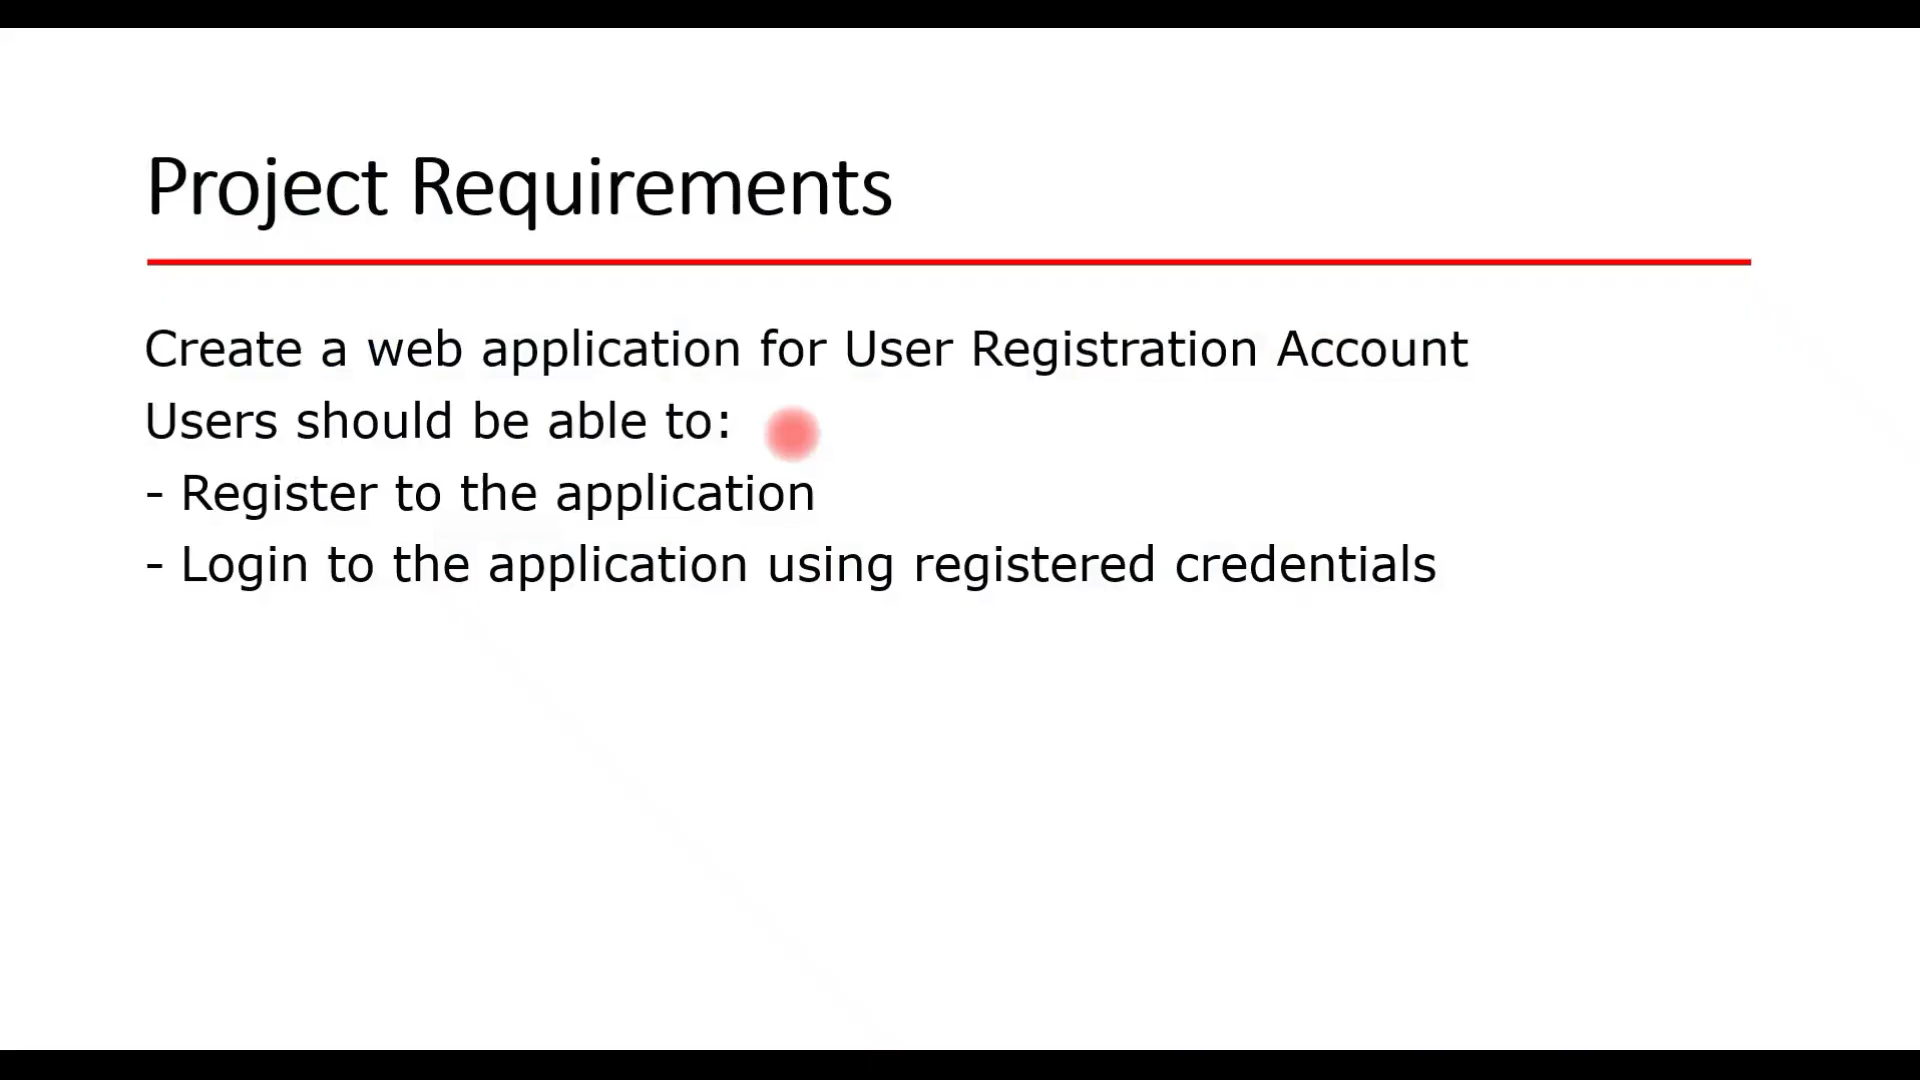 Project Requirements
Create a web application for User Registration Account
Users should be able to:
- Register to the application
- Login to the application using registered credentials